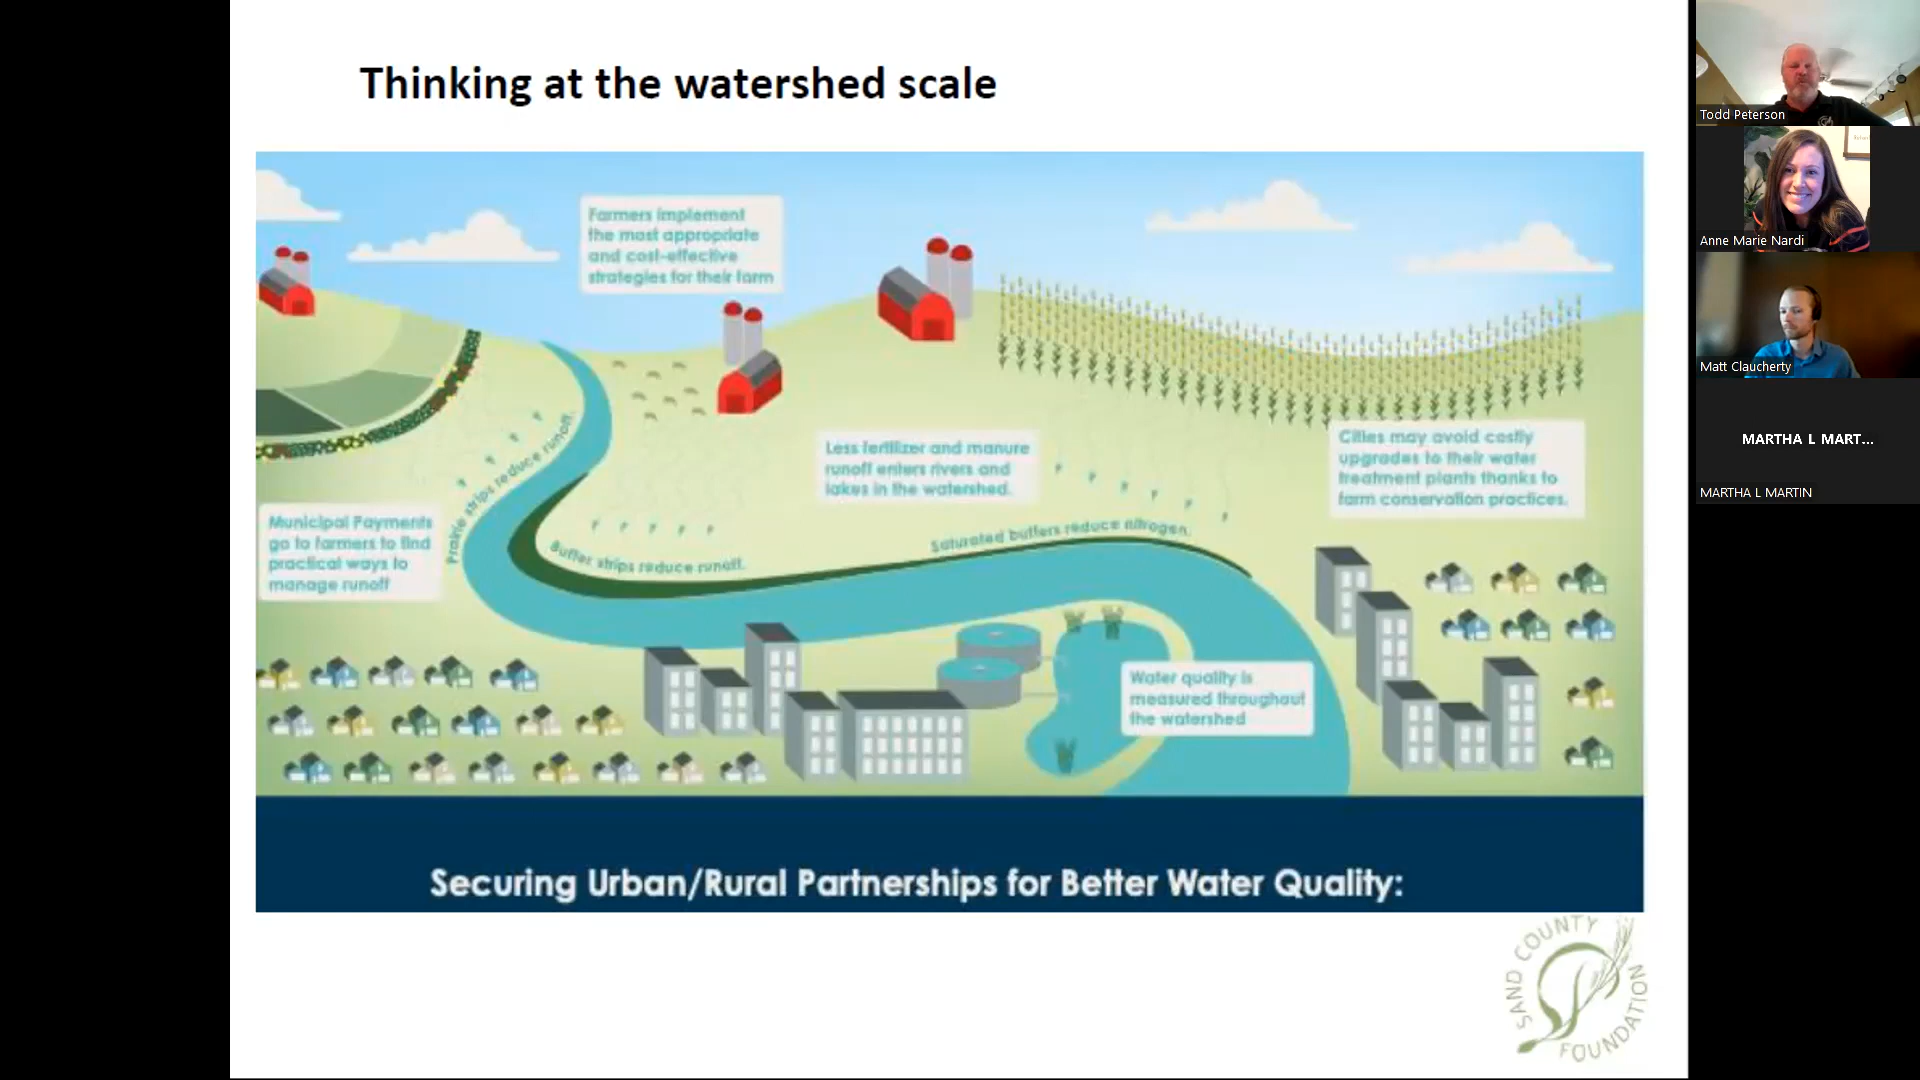 Thinking at the watershed scale
Farmers implement
the most appropriate
and cost-effective
strategies for their farm
Prairie strips reduce runoff.
Less fertilizer and manure
runoff enters rivers and
lakes in the watershed.
Cities may avoid costly
upgrades to their water
treatment plants thanks to
farm conservation practices.
Municipal Payments
go to farmers to find
practical ways to
manage runoff
Buffer strips reduce runoff.
Saturated buffers reduce nitrogen.
Water quality is
measured throughout
the watershed
Securing Urban/Rural Partnerships for Better Water Quality:
SAND COUNTY
FOUNDATION
Todd Peterson
Anne Marie Nardi
Matt Claucherty
MARTHA L MART...
MARTHA L MARTIN